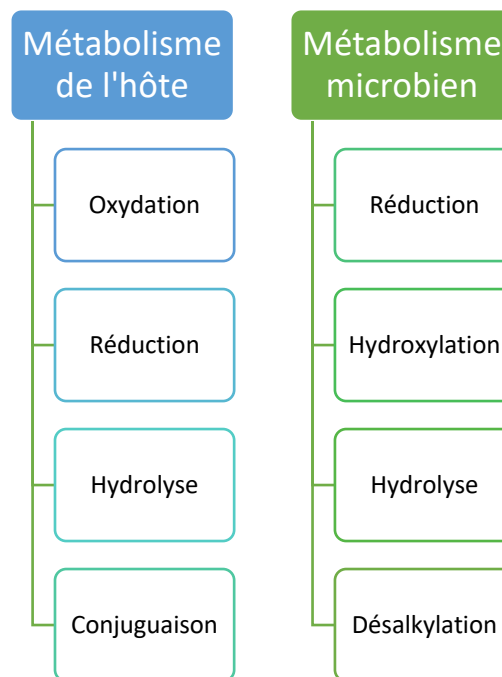 Métabolisme
de l'hôte
Oxydation
Réduction
Hydrolyse
Conjuguaison
Métabolisme
microbien
Réduction
Hydroxylation
Hydrolyse
Désalkylation